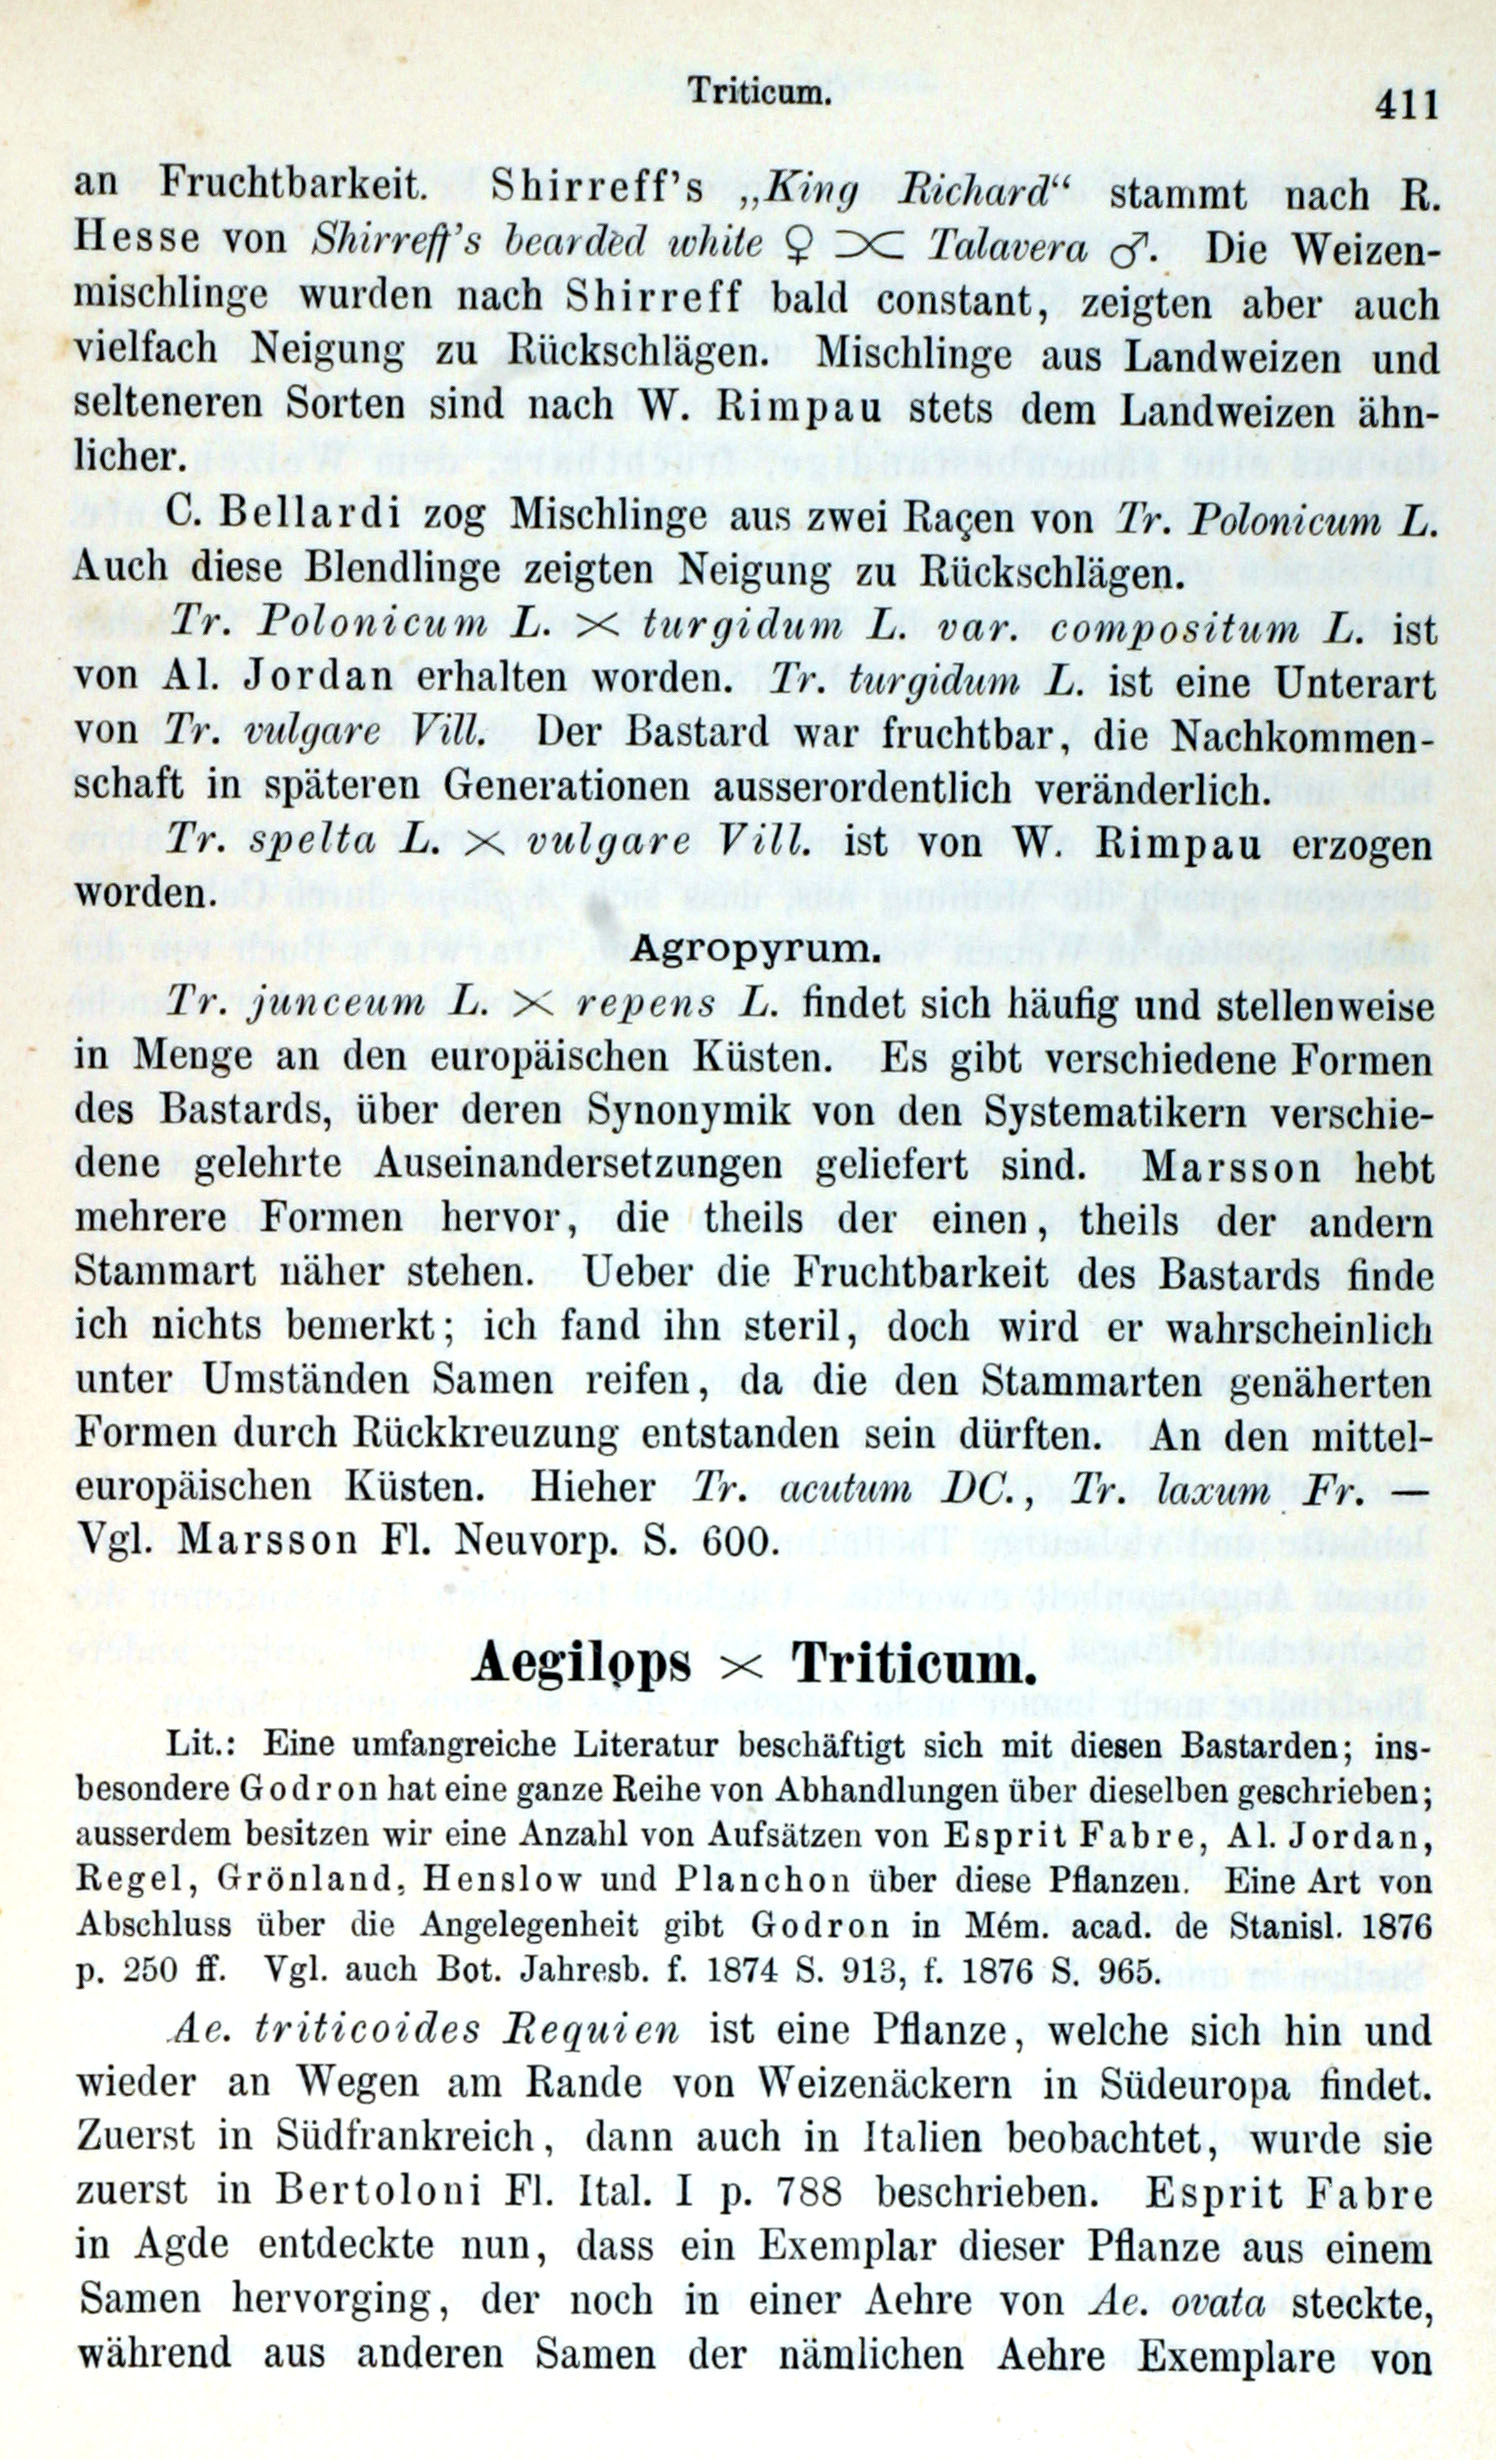 Triticum.
411
an Fruchtbarkeit. Shirreff's „King Richard“ stammt nach R.
Hesse von Shirreff's bearded white ♀ ⫘ Talavera ♂. Die Weizen-
mischlinge wurden nach Shirreff bald constant, zeigten aber auch
vielfach Neigung zu Rückschlägen. Mischlinge aus Landweizen und
selteneren Sorten sind nach W. Rimpau stets dem Landweizen ähn-
licher.
C. Bellardi zog Mischlinge aus zwei Raçen von Tr. Polonicum L.
Auch diese Blendlinge zeigten Neigung zu Rückschlägen.
Tr. Polonicum L. × turgidum L. var. compositum L. ist
von Al. Jordan erhalten worden. Tr. turgidum L. ist eine Unterart
von Tr. vulgare Vill. Der Bastard war fruchtbar, die Nachkommen-
schaft in späteren Generationen ausserordentlich veränderlich.
Tr. spelta L. × vulgare Vill. ist von W. Rimpau erzogen
worden.
Agropyrum.
Tr. junceum L. × repens L. findet sich häufig und stellenweise
in Menge an den europäischen Küsten. Es gibt verschiedene Formen
des Bastards, über deren Synonymik von den Systematikern verschie-
dene gelehrte Auseinandersetzungen geliefert sind. Marsson hebt
mehrere Formen hervor, die theils der einen, theils der andern
Stammart näher stehen. Ueber die Fruchtbarkeit des Bastards finde
ich nichts bemerkt; ich fand ihn steril, doch wird er wahrscheinlich
unter Umständen Samen reifen, da die den Stammarten genäherten
Formen durch Rückkreuzung entstanden sein dürften. An den mittel-
europäischen Küsten. Hieher Tr. acutum DC., Tr. laxum Fr. —
Vgl. Marsson Fl. Neuvorp. S. 600.
Aegilops × Triticum.
Lit.: Eine umfangreiche Literatur beschäftigt sich mit diesen Bastarden; ins-
besondere Godron hat eine ganze Reihe von Abhandlungen über dieselben geschrieben;
ausserdem besitzen wir eine Anzahl von Aufsätzen von Esprit Fabre, Al. Jordan,
Regel, Grönland, Henslow und Planchon über diese Pflanzen. Eine Art von
Abschluss über die Angelegenheit gibt Godron in Mém. acad. de Stanisl. 1876
p. 250 ff. Vgl. auch Bot. Jahresb. f. 1874 S. 913, f. 1876 S. 965.
Ae. triticoides Requien ist eine Pflanze, welche sich hin und
wieder an Wegen am Rande von Weizenäckern in Südeuropa findet.
Zuerst in Südfrankreich, dann auch in Italien beobachtet, wurde sie
zuerst in Bertoloni Fl. Ital. I p. 788 beschrieben. Esprit Fabre
in Agde entdeckte nun, dass ein Exemplar dieser Pflanze aus einem
Samen hervorging, der noch in einer Aehre von Ae. ovata steckte,
während aus anderen Samen der nämlichen Aehre Exemplare von